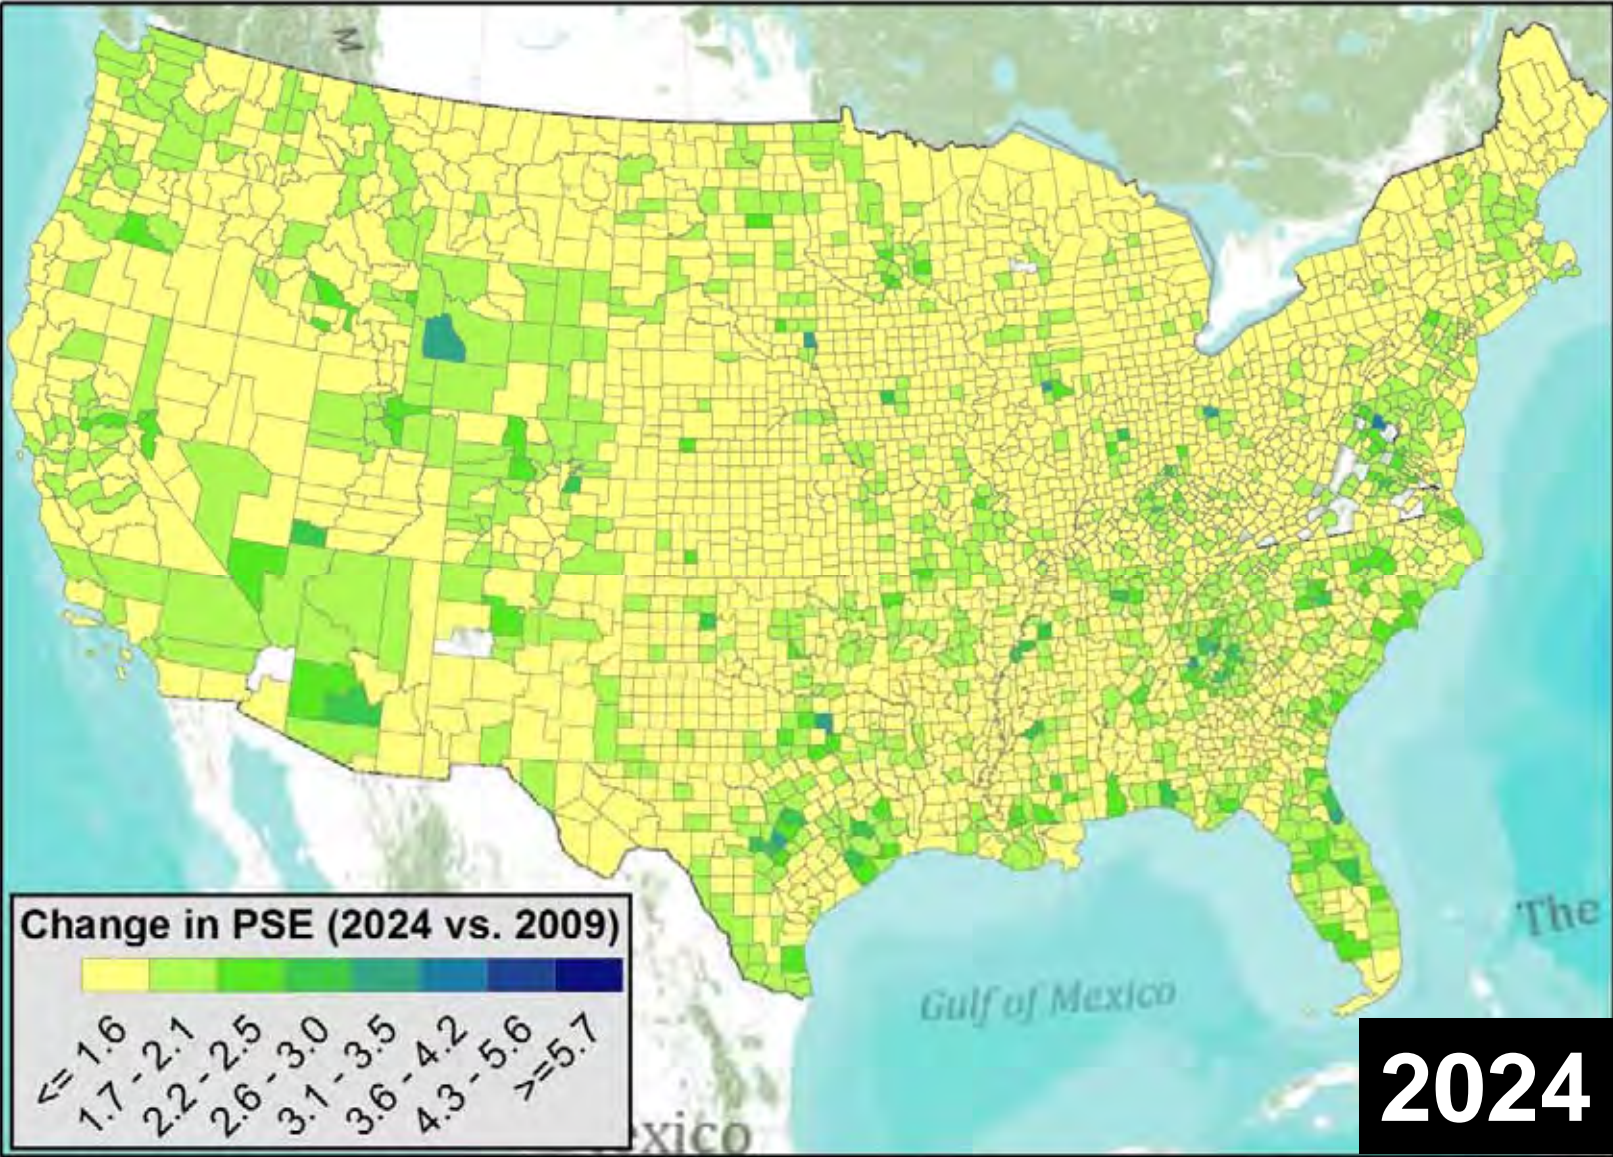 M
The
Gulf of Mexico
Change in PSE (2024 vs. 2009)
<= 1.6
1.7 - 2.1
2.2 - 2.5
2.6 - 3.0
3.1 - 3.5
3.6 - 4.2
4.3 - 5.6
>=5.7
exico
2024